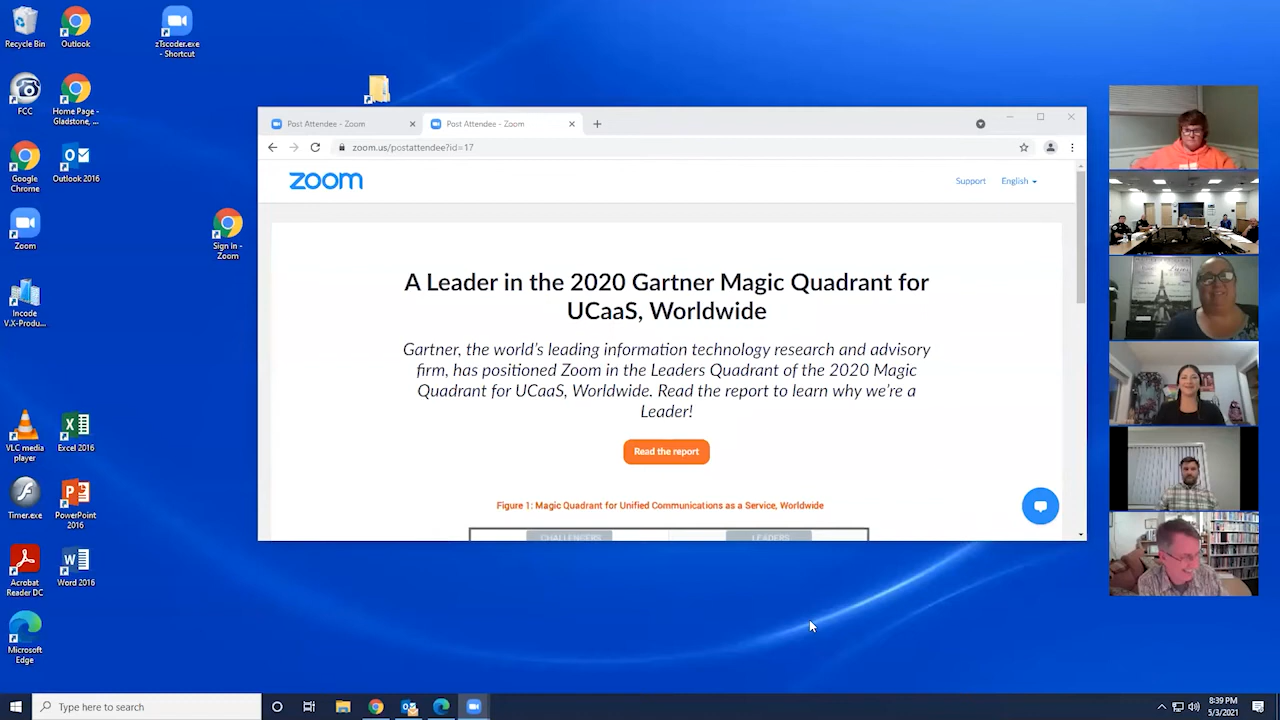 Recycle Bin
Outlook
zTscoder.exe
- Shortcut
FCC
Home Page -
Gladstone, ...
Google
Chrome
Outlook 2016
Zoom
Sign In -
Zoom
Incode
V.X-Produ...
VLC media
player
Excel 2016
Timer.exe
PowerPoint
2016
Acrobat
Reader DC
Word 2016
Microsoft
Edge
Post Attendee - Zoom
Post Attendee - Zoom
zoom.us/postattendee?id=17
zoom
Support
English
A Leader in the 2020 Gartner Magic Quadrant for
UCaaS, Worldwide
Gartner, the world's leading information technology research and advisory
firm, has positioned Zoom in the Leaders Quadrant of the 2020 Magic
Quadrant for UCaaS, Worldwide. Read the report to learn why we're a
Leader!
Read the report
Figure 1: Magic Quadrant for Unified Communications as a Service, Worldwide
CHALLENGERS
LEADERS
Type here to search
8:39 PM
5/3/2021